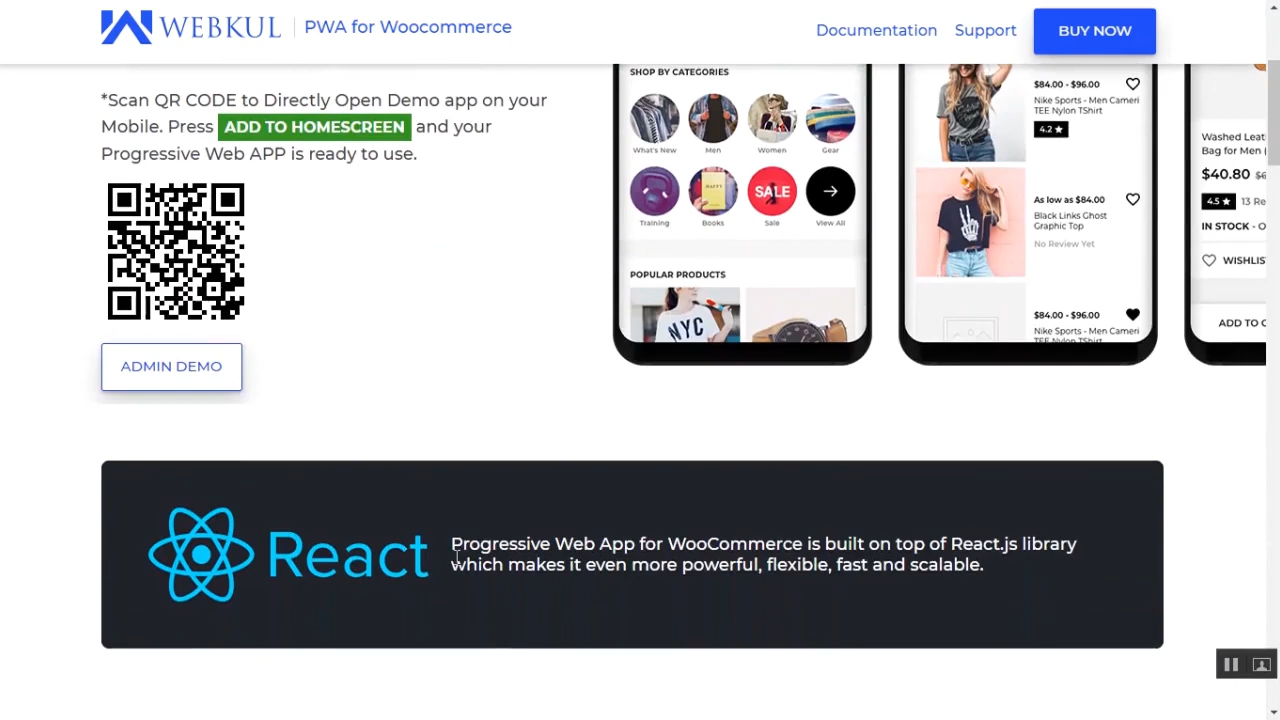 WEBKUL
PWA for Woocommerce
Documentation
Support
BUY NOW
*Scan QR CODE to Directly Open Demo app on your
Mobile. Press ADD TO HOMESCREEN and your
Progressive Web APP is ready to use.
ADMIN DEMO
SHOP BY CATEGORIES
What's New
Men
Women
Gear
SALE
Training
Books
Sale
View All
POPULAR PRODUCTS
NYC
$84.00 - $96.00
Nike Sports - Men Cameri
TEE Nylon TShirt
4.2 ★
As low as $84.00
Black Links Ghost
Graphic Top
No Review Yet
$84.00 - $96.00
Nike Sports - Men Cameri
TEE Nylon TShirt
Washed Leat
Bag for Men (
$40.80
4.5 ★ 13 Re
IN STOCK - O
WISHLIS
ADD TO C
React
Progressive Web App for WooCommerce is built on top of React.js library
which makes it even more powerful, flexible, fast and scalable.